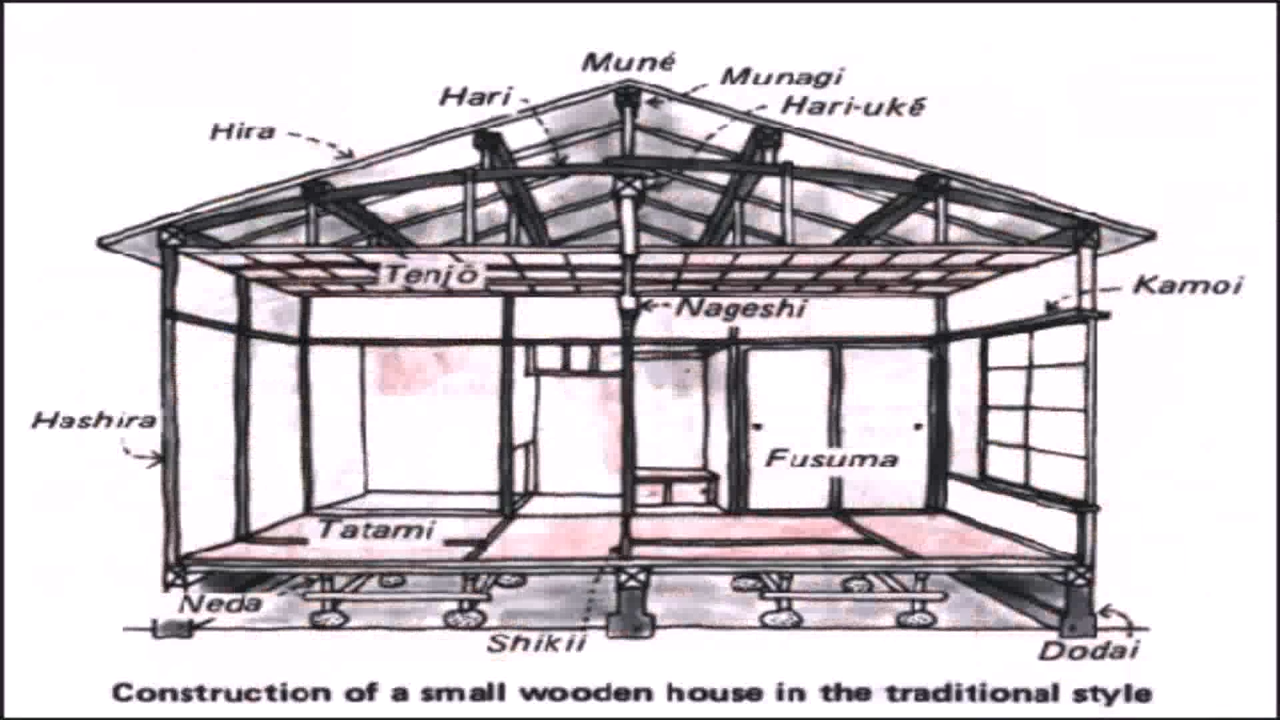 Muné
Munagi
Hari
Hari-uké
Hira
Tenjō
Kamoi
Nageshi
Hashira
Fusuma
Tatami
Neda
Shikii
Dodai
Construction of a small wooden house in the traditional style